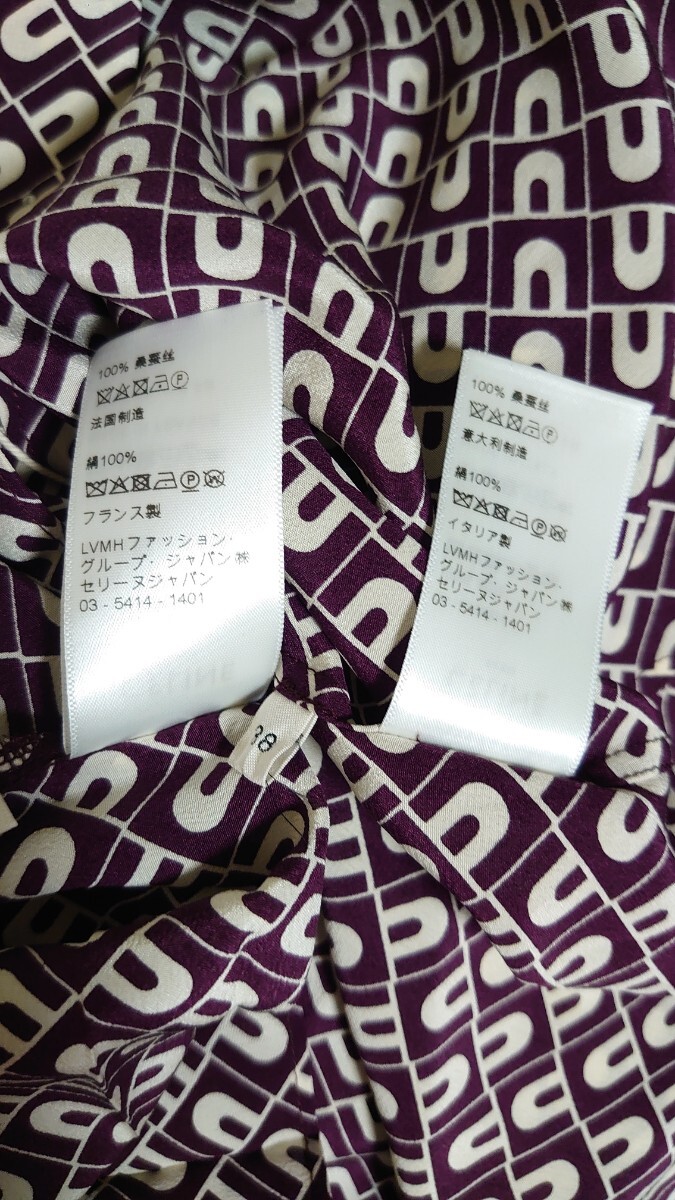 100% 桑蚕丝
法国制造
絹100%
フランス製
LVMHファッション・
グループ・ジャパン㈱
セリーヌジャパン
03 - 5414 - 1401
100% 桑蚕丝
意大利制造
絹100%
イタリア製
LVMHファッション・
グループ・ジャパン㈱
セリーヌジャパン
03 - 5414 - 1401
38